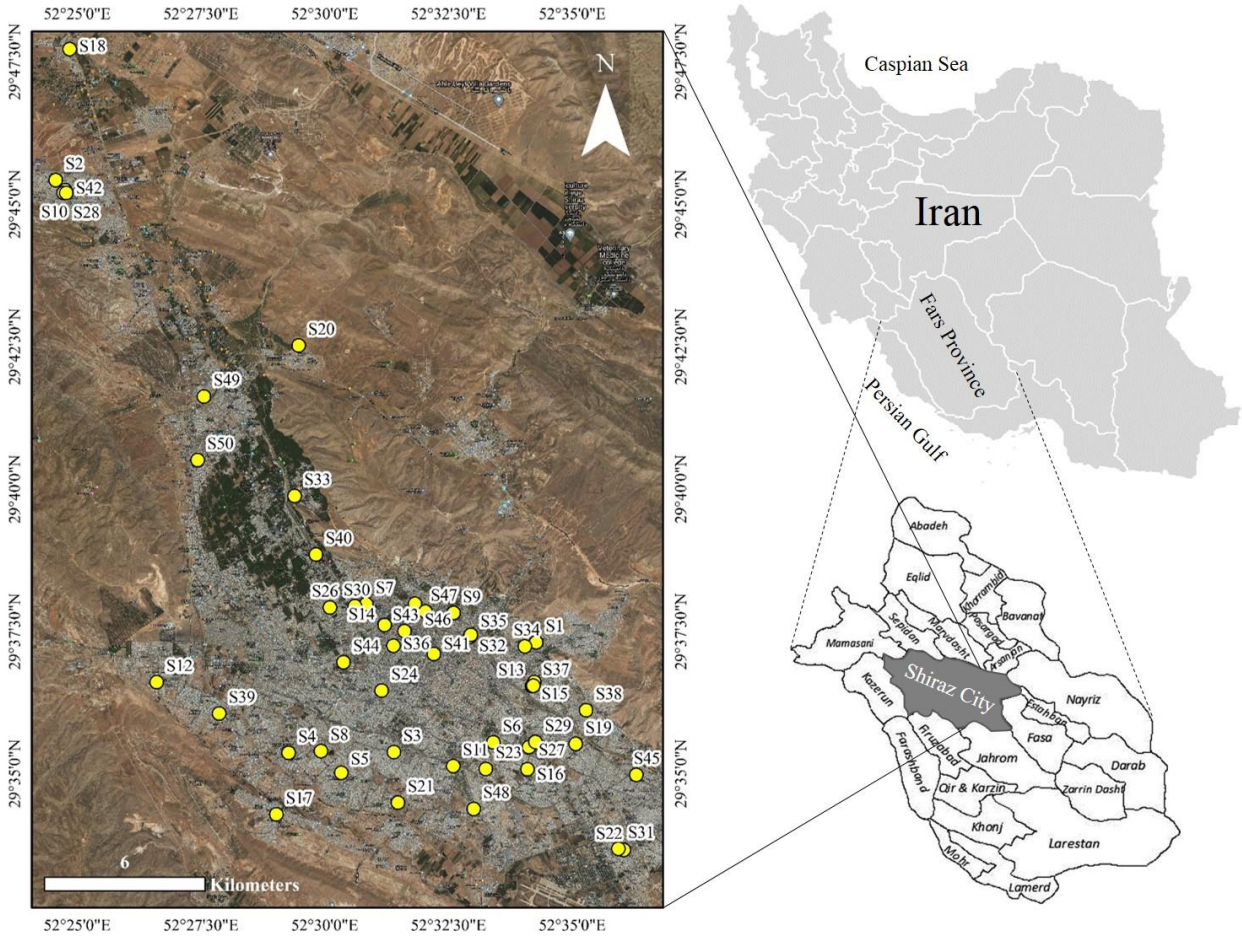 52°25'0"E 52°27'30"E 52°30'0"E 52°32'30"E 52°35'0"E
29°47'30"N
29°45'0"N
29°42'30"N
29°40'0"N
29°37'30"N
29°35'0"N
N
S18
S2
S42
S10 S28
S20
S49
S50
S33
S40
S26 S30 S7
S14
S47 S9
S43 S46
S36 S35
S41 S32 S34 S1
S44
S12
S13 S37
S24 S15
S39
S38
S4 S8 S3 S6 S29 S19
S11 S23 S27
S5
S16 S45
S21 S48
S17
S22 S31
6
Kilometers
29°47'30"N
29°45'0"N
29°42'30"N
29°40'0"N
29°37'30"N
29°35'0"N
52°25'0"E 52°27'30"E 52°30'0"E 52°32'30"E 52°35'0"E
Veterinary
Medicine
college
Caspian Sea
Iran
Fars Province
Persian Gulf
Abadeh
Eqlid
Khorambid
Bavanat
Pasargad
Marvdasht
Sepidan
Mamasani
Arsanjan
Shiraz City
Kazerun
Nayriz
Estahban
Fasa
Firuzabad
Farashband
Jahrom
Darab
Qir & Karzin
Zarrin Dasht
Khonj
Larestan
Mohr
Lamerd